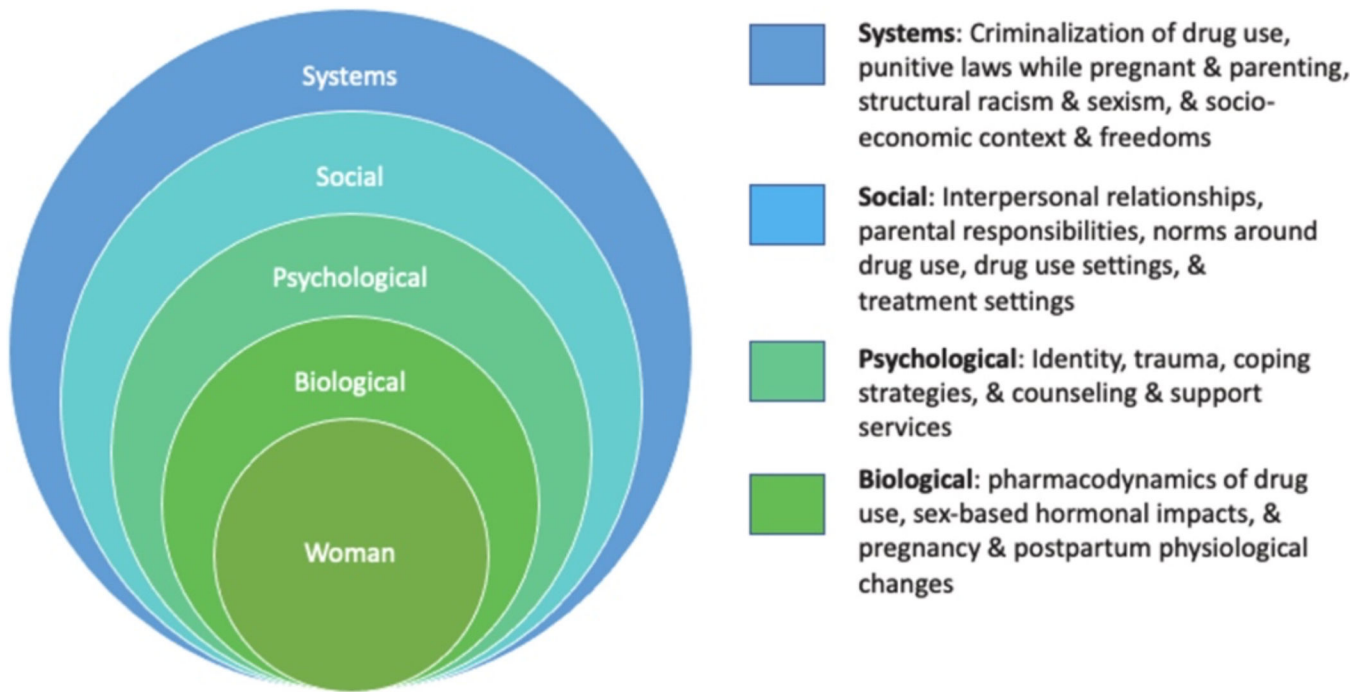 Systems
Social
Psychological
Biological
Woman
Systems: Criminalization of drug use,
punitive laws while pregnant & parenting,
structural racism & sexism, & socio-
economic context & freedoms
Social: Interpersonal relationships,
parental responsibilities, norms around
drug use, drug use settings, &
treatment settings
Psychological: Identity, trauma, coping
strategies, & counseling & support
services
Biological: pharmacodynamics of drug
use, sex-based hormonal impacts, &
pregnancy & postpartum physiological
changes